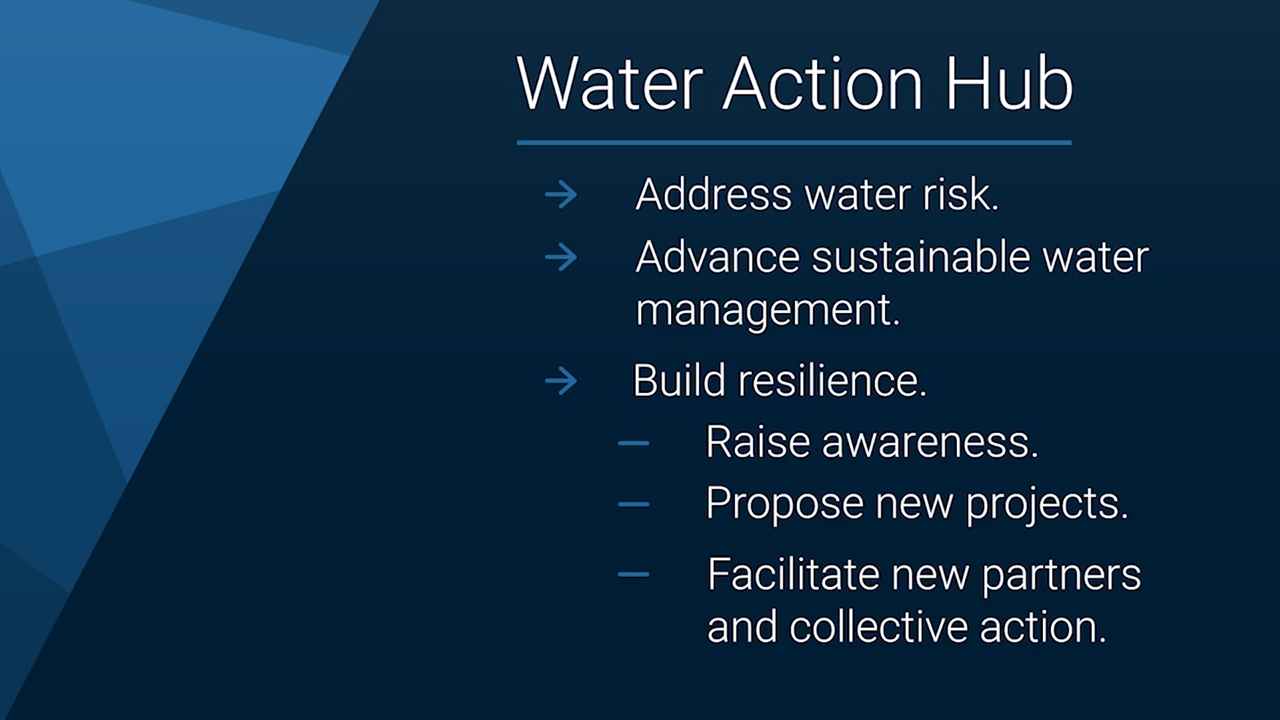 Water Action Hub
Address water risk.
Advance sustainable water
management.
Build resilience.
Raise awareness.
Propose new projects.
Facilitate new partners
and collective action.